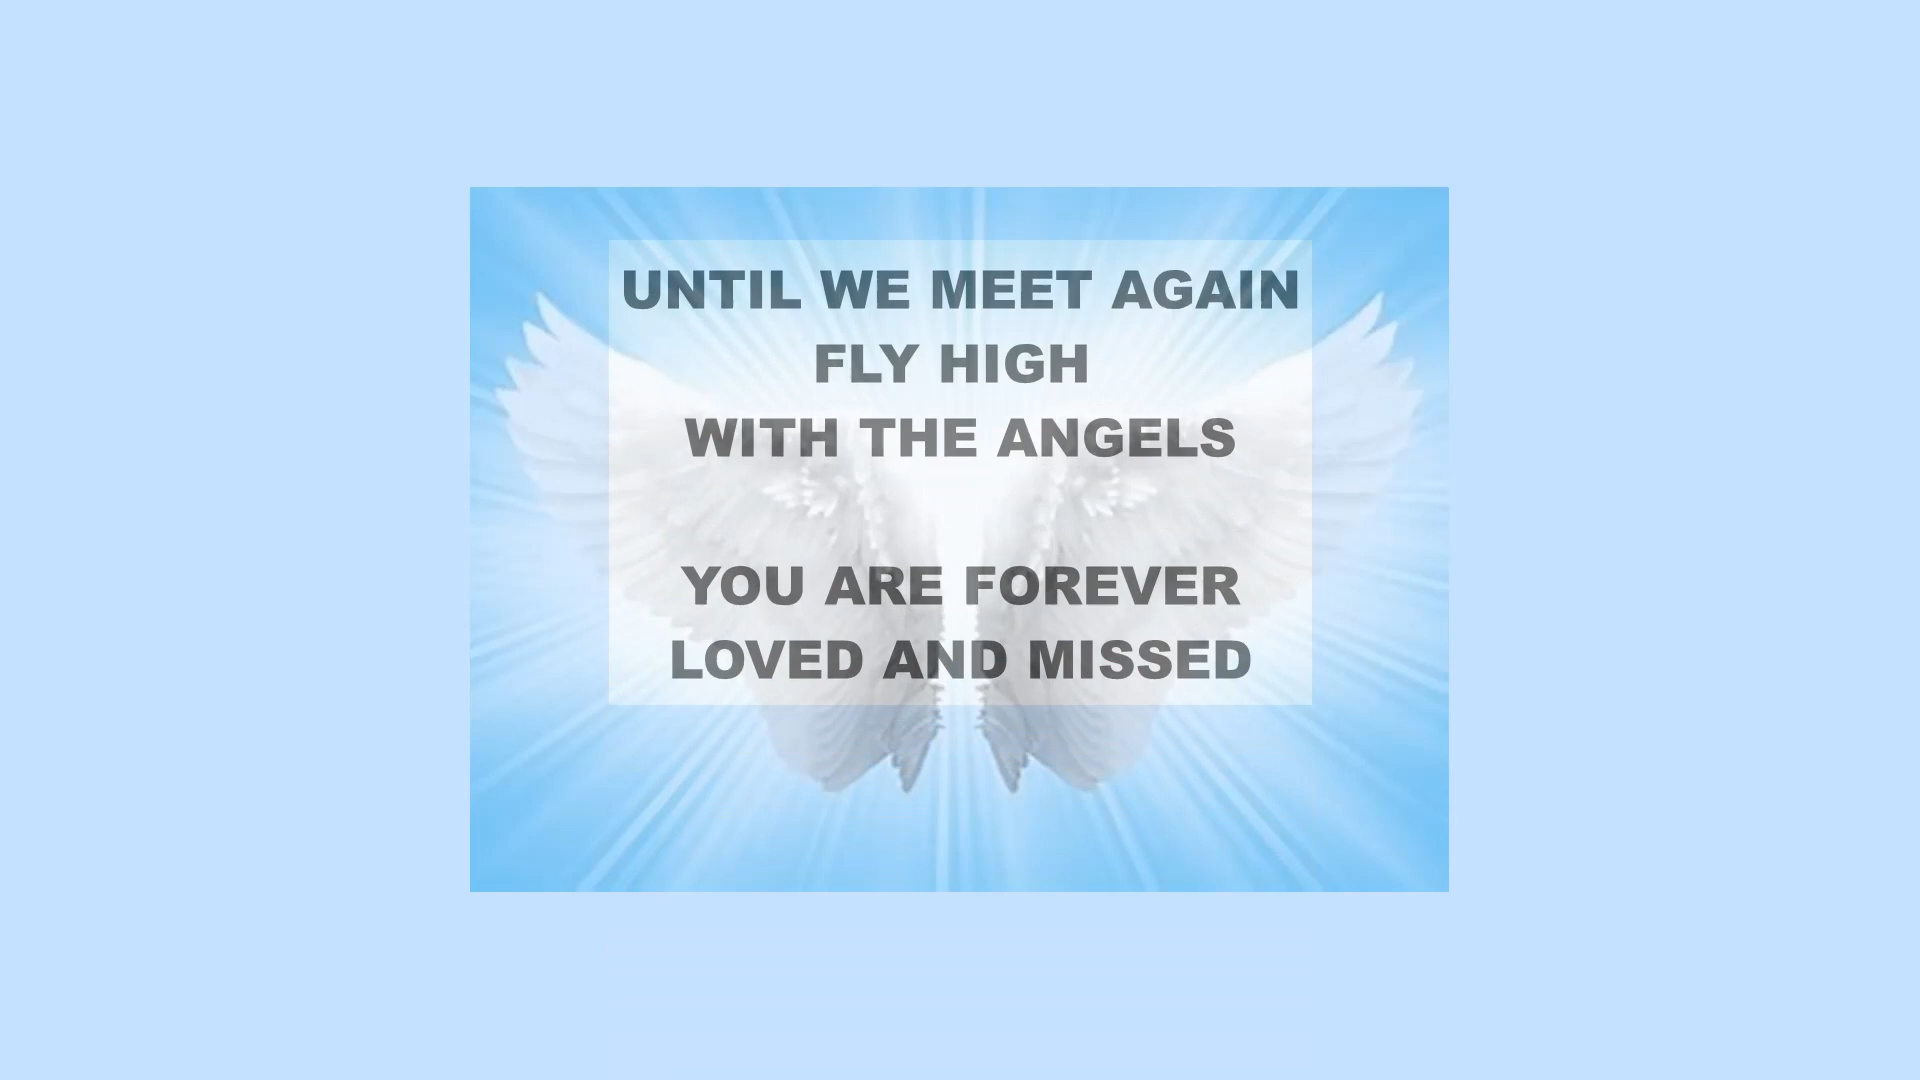 UNTIL WE MEET AGAIN
FLY HIGH
WITH THE ANGELS
YOU ARE FOREVER
LOVED AND MISSED